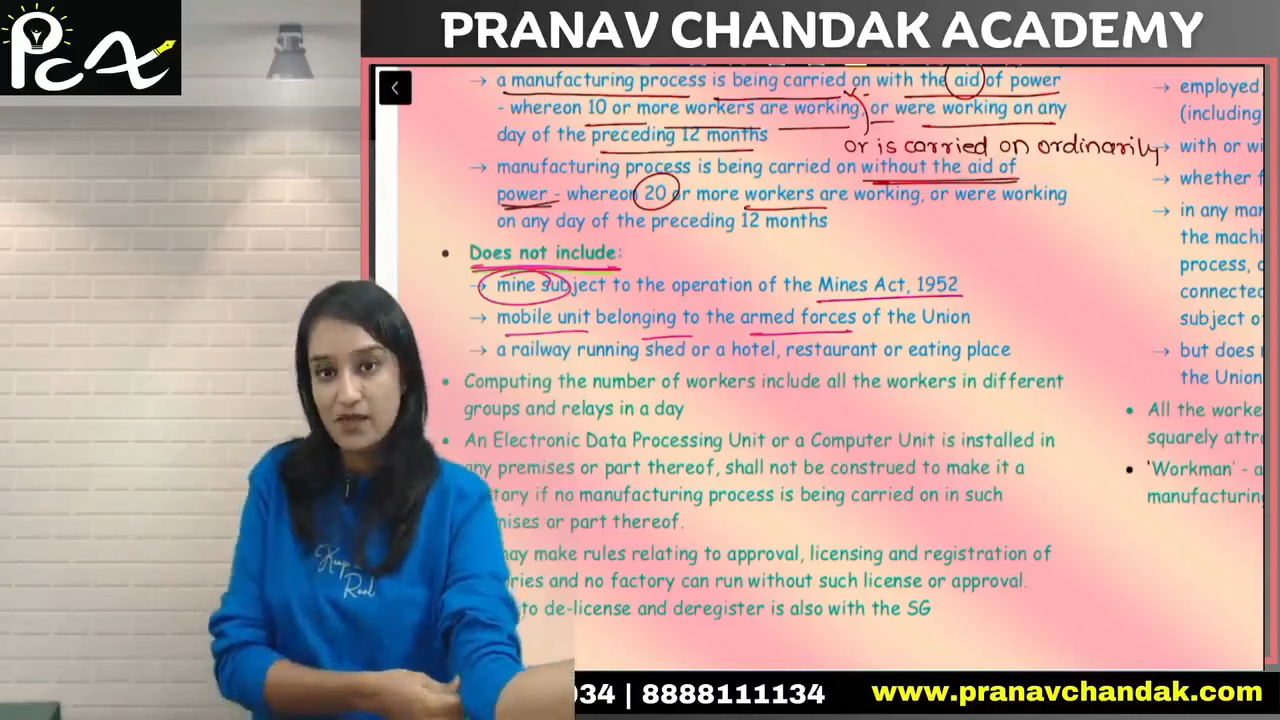 PCA
PRANAV CHANDAK ACADEMY
→ a manufacturing process is being carried on with the aid of power
- whereon 10 or more workers are working, or were working on any
day of the preceding 12 months
or is carried on ordinarily
→ manufacturing process is being carried on without the aid of
power - whereon 20 or more workers are working, or were working
on any day of the preceding 12 months
• Does not include:
→ mine subject to the operation of the Mines Act, 1952
→ mobile unit belonging to the armed forces of the Union
→ a railway running shed or a hotel, restaurant or eating place
• Computing the number of workers include all the workers in different
groups and relays in a day
• An Electronic Data Processing Unit or a Computer Unit is installed in
any premises or part thereof, shall not be construed to make it a
tory if no manufacturing process is being carried on in such
mises or part thereof.
may make rules relating to approval, licensing and registration of
ries and no factory can run without such license or approval.
to de-license and deregister is also with the SG
→ employed,
(including
→ with or wi
→ whether f
→ in any man
the machi
process, o
connected
subject o
→ but does
the Union
• All the worke
squarely attr
• 'Workman' - a
manufacturing
Real
034 | 8888111134
www.pranavchandak.com